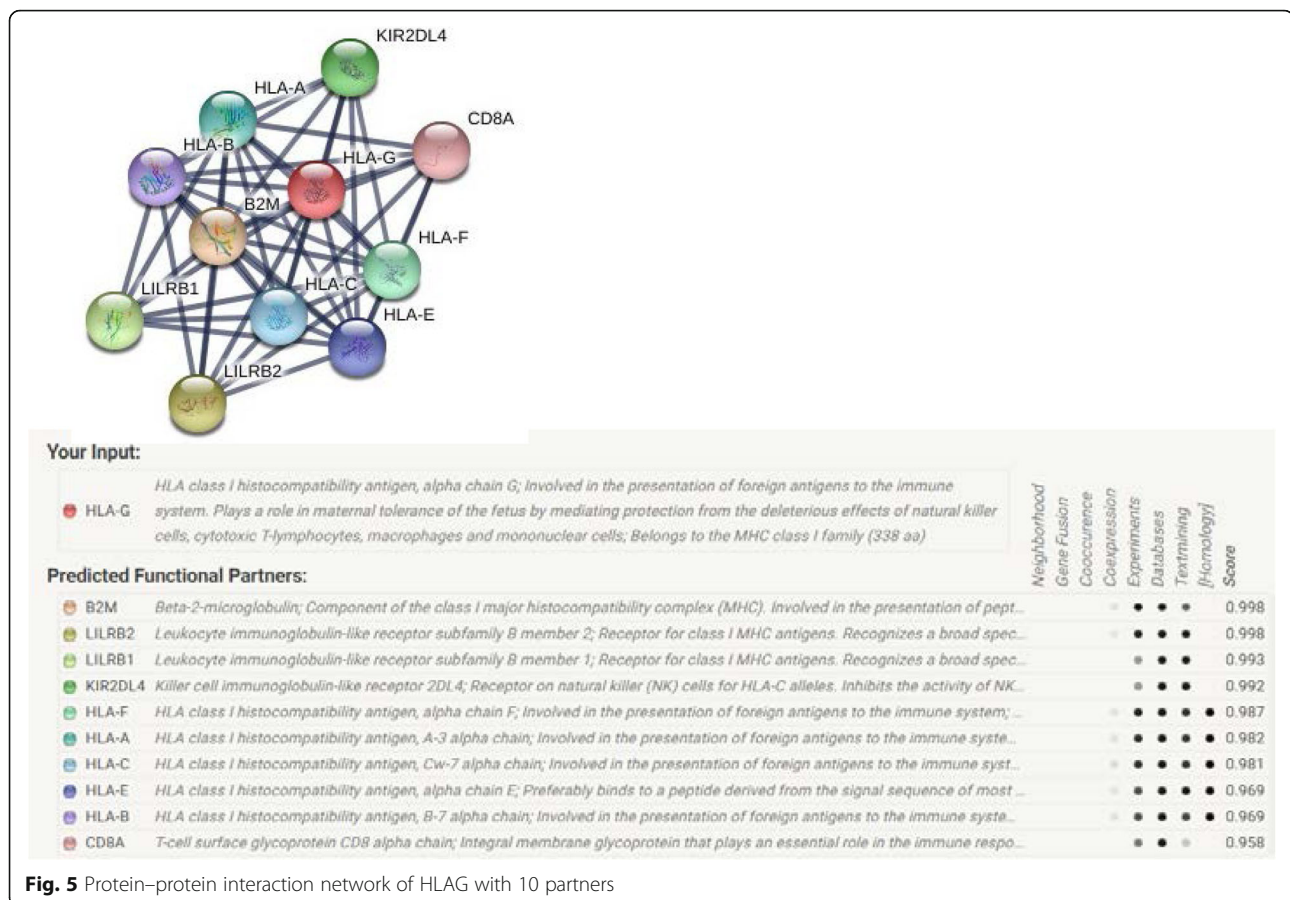 KIR2DL4
HLA-A
CD8A
HLA-B
HLA-G
B2M
HLA-F
LILRB1
HLA-C
HLA-E
LILRB2
Your Input:
HLA class I histocompatibility antigen, alpha chain G; Involved in the presentation of foreign antigens to the immune
HLA-G system. Plays a role in maternal tolerance of the fetus by mediating protection from the deleterious effects of natural killer
cells, cytotoxic T-lymphocytes, macrophages and mononuclear cells; Belongs to the MHC class I family (338 aa)
Neighborhood
Gene Fusion
Cooccurence
Coexpression
Experiments
Databases
Textmining
[Homology]
Score
Predicted Functional Partners:
B2M Beta-2-microglobulin; Component of the class I major histocompatibility complex (MHC). Involved in the presentation of pept... 0.998
LILRB2 Leukocyte immunoglobulin-like receptor subfamily B member 2; Receptor for class I MHC antigens. Recognizes a broad spec... 0.998
LILRB1 Leukocyte immunoglobulin-like receptor subfamily B member 1; Receptor for class I MHC antigens. Recognizes a broad spec... 0.993
KIR2DL4 Killer cell immunoglobulin-like receptor 2DL4; Receptor on natural killer (NK) cells for HLA-C alleles. Inhibits the activity of NK... 0.992
HLA-F HLA class I histocompatibility antigen, alpha chain F; Involved in the presentation of foreign antigens to the immune system; ... 0.987
HLA-A HLA class I histocompatibility antigen, A-3 alpha chain; Involved in the presentation of foreign antigens to the immune syste... 0.982
HLA-C HLA class I histocompatibility antigen, Cw-7 alpha chain; Involved in the presentation of foreign antigens to the immune syst... 0.981
HLA-E HLA class I histocompatibility antigen, alpha chain E; Preferably binds to a peptide derived from the signal sequence of most ... 0.969
HLA-B HLA class I histocompatibility antigen, B-7 alpha chain; Involved in the presentation of foreign antigens to the immune syste... 0.969
CD8A T-cell surface glycoprotein CD8 alpha chain; Integral membrane glycoprotein that plays an essential role in the immune respo... 0.958
Fig. 5 Protein–protein interaction network of HLAG with 10 partners